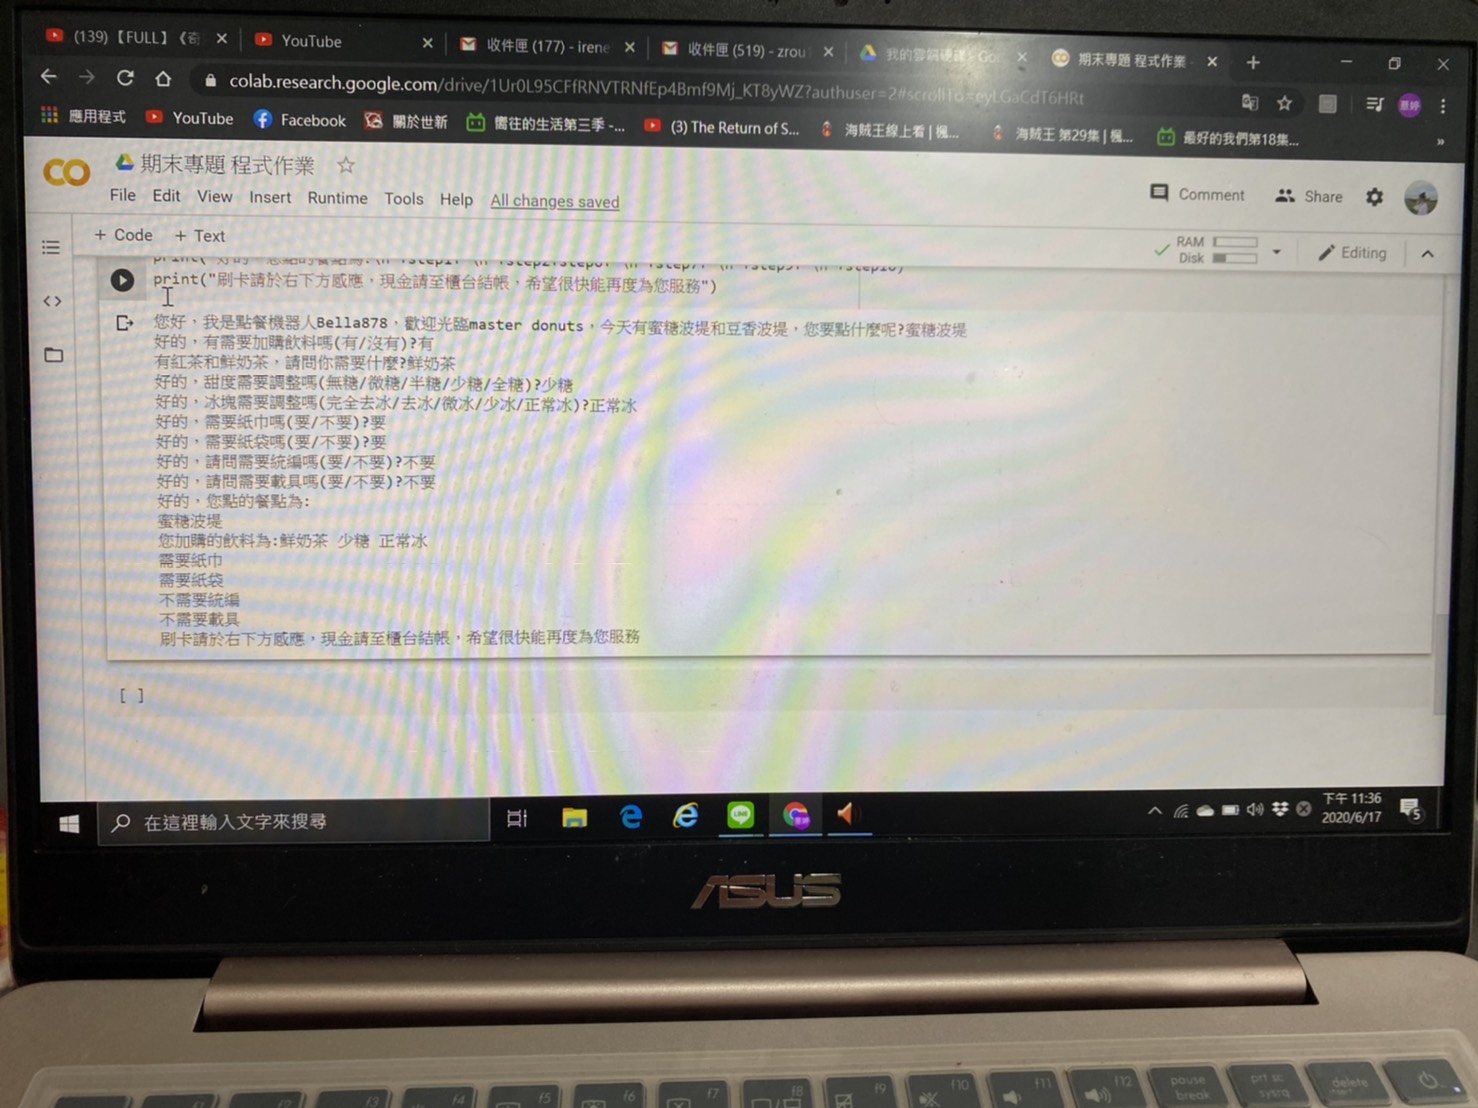 (139)【FULL】《奇
YouTube
收件匣 (177) - irene
收件匣 (519) - zrou
我的雲端硬碟 - Goo
期末專題 程式作業 -
colab.research.google.com/drive/1Ur0L95CFfRNVTRNfEp4Bmf9Mj_KT8yWZ?authuser=2#scrollTo=eyLGaCdT6HRt
應用程式
YouTube
Facebook
關於世新
嚮往的生活第三季 -...
(3) The Return of S...
海賊王線上看 | 楓...
海賊王 第29集 | 楓...
最好的我們第18集...
»
CO
期末專題 程式作業
File Edit View Insert Runtime Tools Help All changes saved
Comment
Share
+ Code + Text
RAM
Disk
Editing
print("刷卡請於右下方感應，現金請至櫃台結帳，希望很快能再度為您服務")
您好，我是點餐機器人Bella878，歡迎光臨master donuts，今天有蜜糖波堤和豆香波堤，您要點什麼呢?蜜糖波堤
好的，有需要加購飲料嗎(有/沒有)?有
有紅茶和鮮奶茶，請問你需要什麼?鮮奶茶
好的，甜度需要調整嗎(無糖/微糖/半糖/少糖/全糖)?少糖
好的，冰塊需要調整嗎(完全去冰/去冰/微冰/少冰/正常冰)?正常冰
好的，需要紙巾嗎(要/不要)?要
好的，需要紙袋嗎(要/不要)?要
好的，請問需要統編嗎(要/不要)?不要
好的，請問需要載具嗎(要/不要)?不要
好的，您點的餐點為:
蜜糖波堤
您加購的飲料為:鮮奶茶 少糖 正常冰
需要紙巾
需要紙袋
不需要統編
不需要載具
刷卡請於右下方感應，現金請至櫃台結帳，希望很快能再度為您服務
[ ]
在這裡輸入文字來搜尋
下午 11:36
2020/6/17
5
ASUS
f3
f4
f5
f6
f7
f8
f9
f10
f11
f12
pause
break
prt sc
sysrq
delete